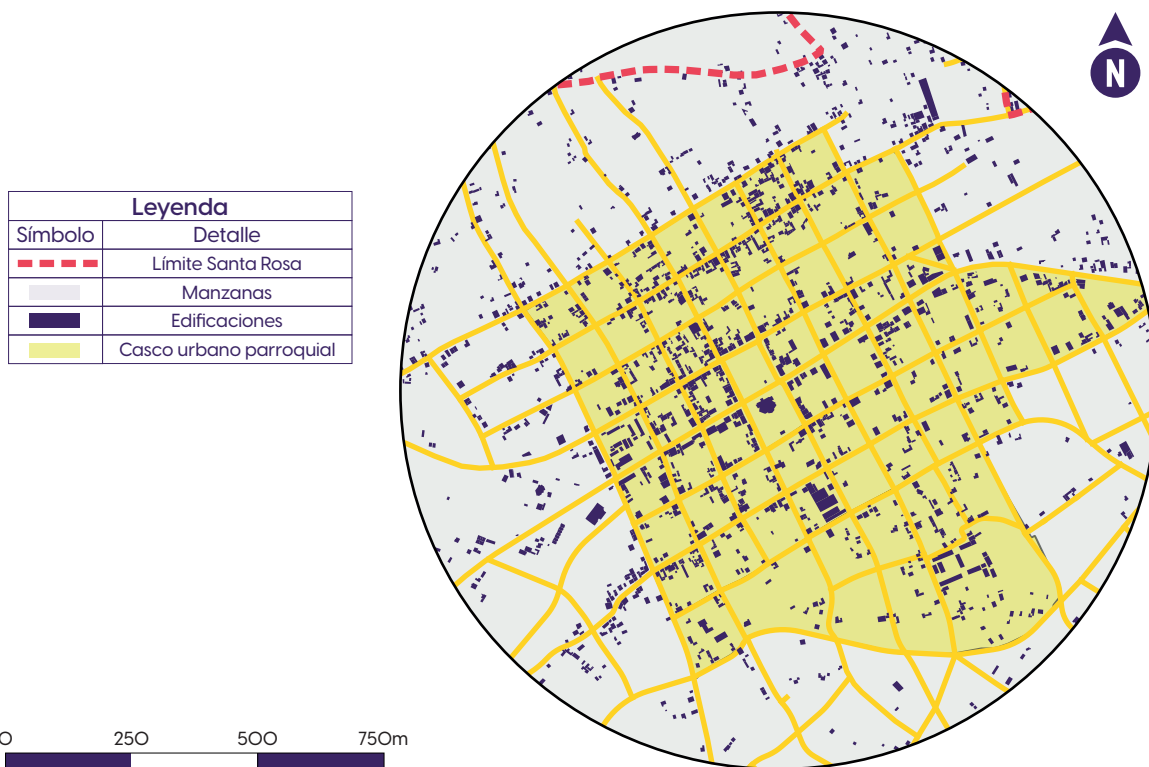 N
Leyenda
Símbolo Detalle
Límite Santa Rosa
Manzanas
Edificaciones
Casco urbano parroquial
0 250 500 750m